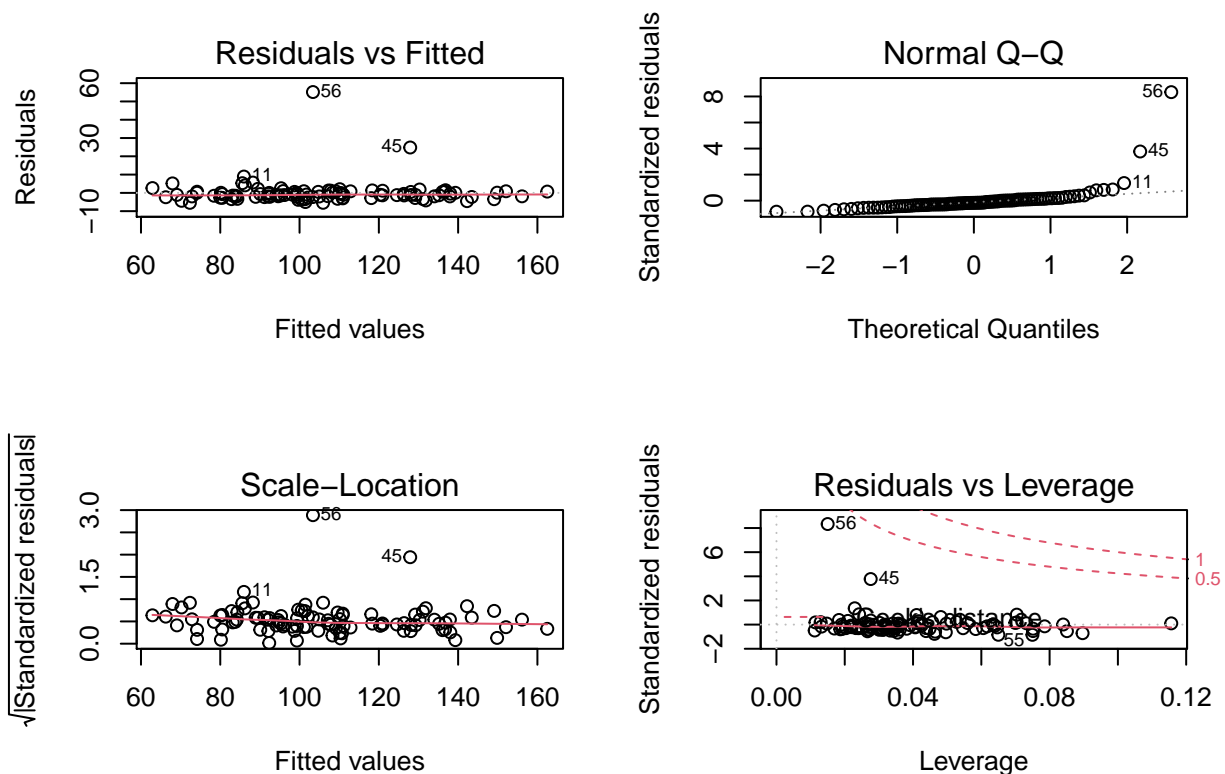 Residuals vs Fitted
Residuals
60
30
−10
56
45
11
60 80 100 120 140 160
Fitted values
Normal Q−Q
Standardized residuals
8
4
0
56
45
11
−2 −1 0 1 2
Theoretical Quantiles
Scale−Location
√|Standardized residuals|
3.0
1.5
0.0
56
45
11
60 80 100 120 140 160
Fitted values
Residuals vs Leverage
Standardized residuals
6
2
−2
56
45
55
1
0.5
distance
0.00 0.04 0.08 0.12
Leverage